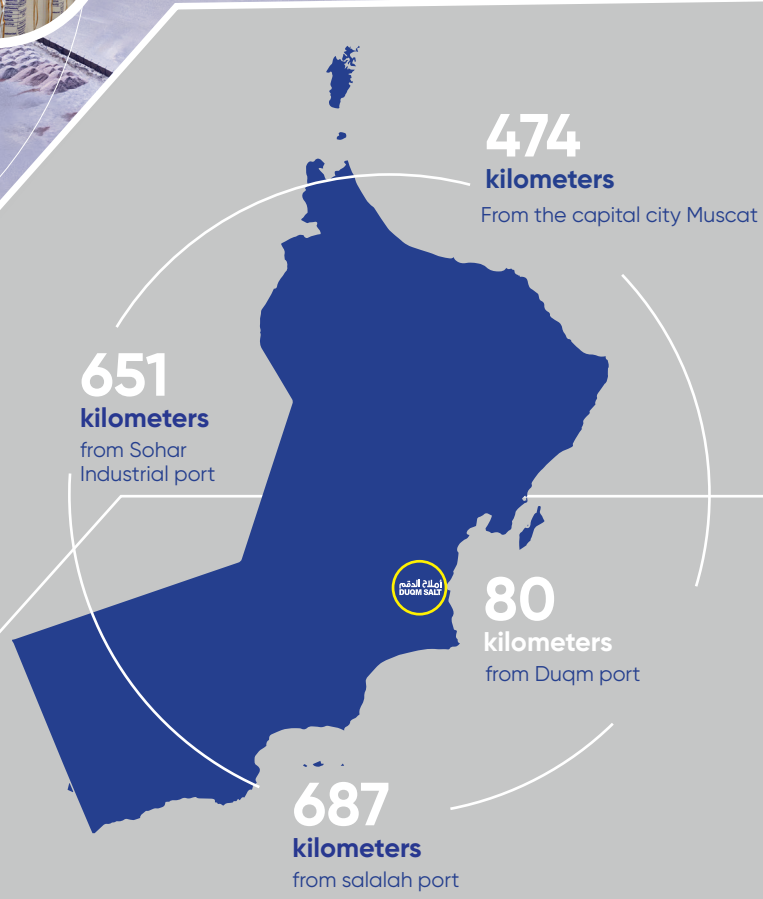 474
kilometers
From the capital city Muscat
651
kilometers
from Sohar
Industrial port
أملاح الدقم
DUQM SALT
80
kilometers
from Duqm port
687
kilometers
from salalah port